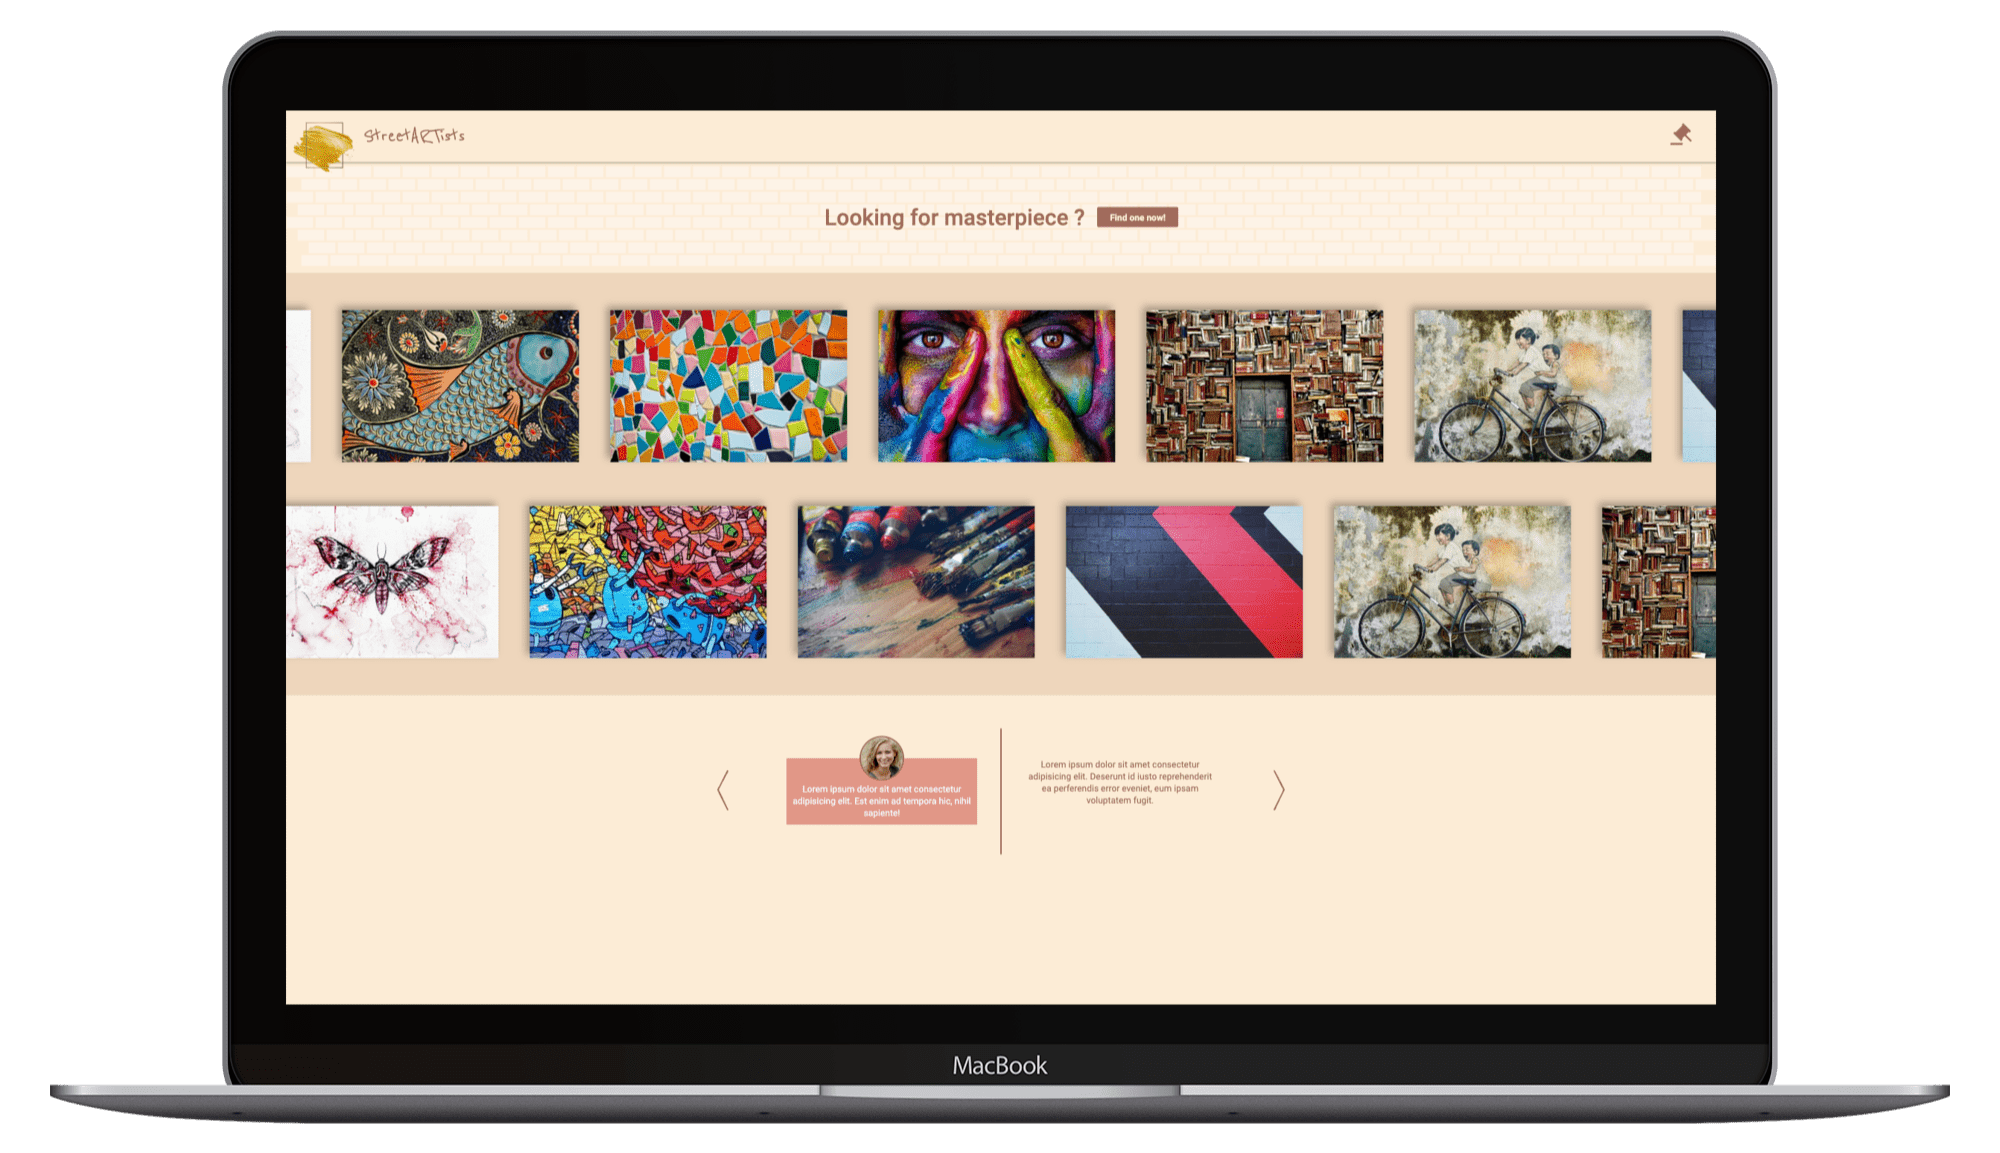 StreetARTists
Looking for masterpiece ?
Find one now!
Lorem ipsum dolor sit amet consectetur
adipisicing elit. Est enim ad tempora hic, nihil
sapiente!
Lorem ipsum dolor sit amet consectetur
adipisicing elit. Deserunt id iusto reprehenderit
ea perferendis error eveniet, eum ipsam
voluptatem fugit.
MacBook